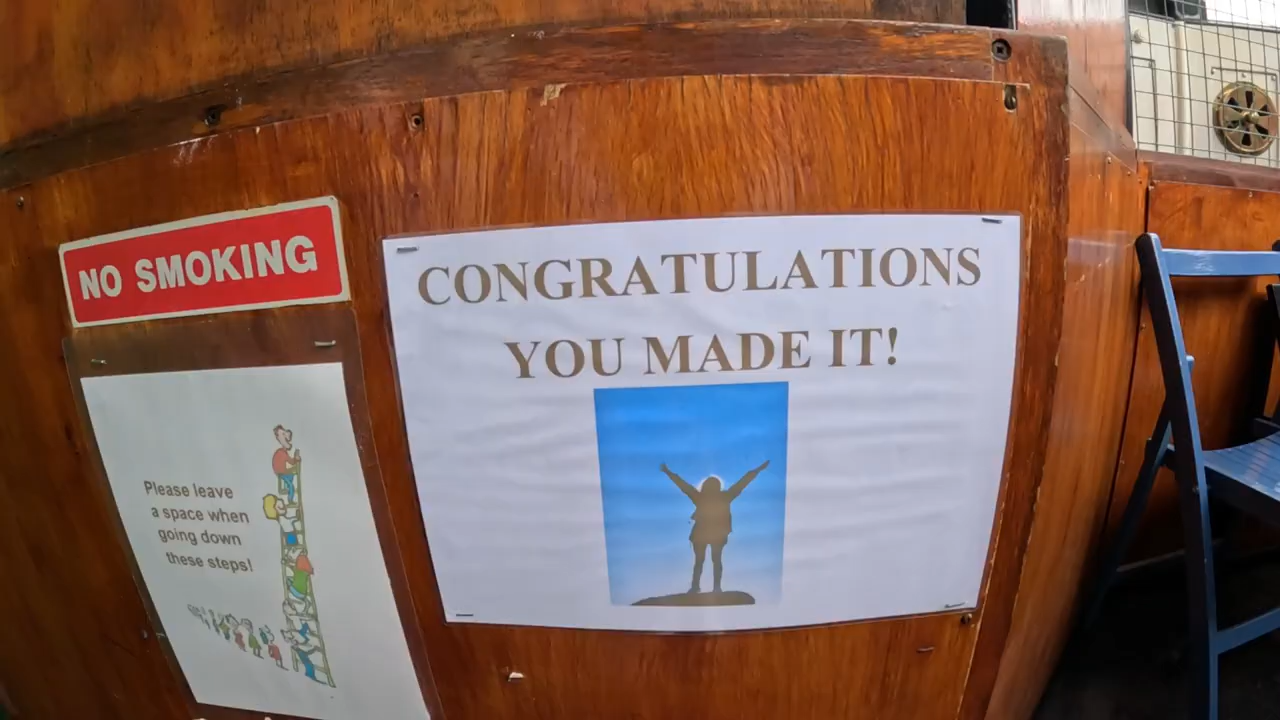 NO SMOKING
CONGRATULATIONS
YOU MADE IT!
Please leave
a space when
going down
these steps!